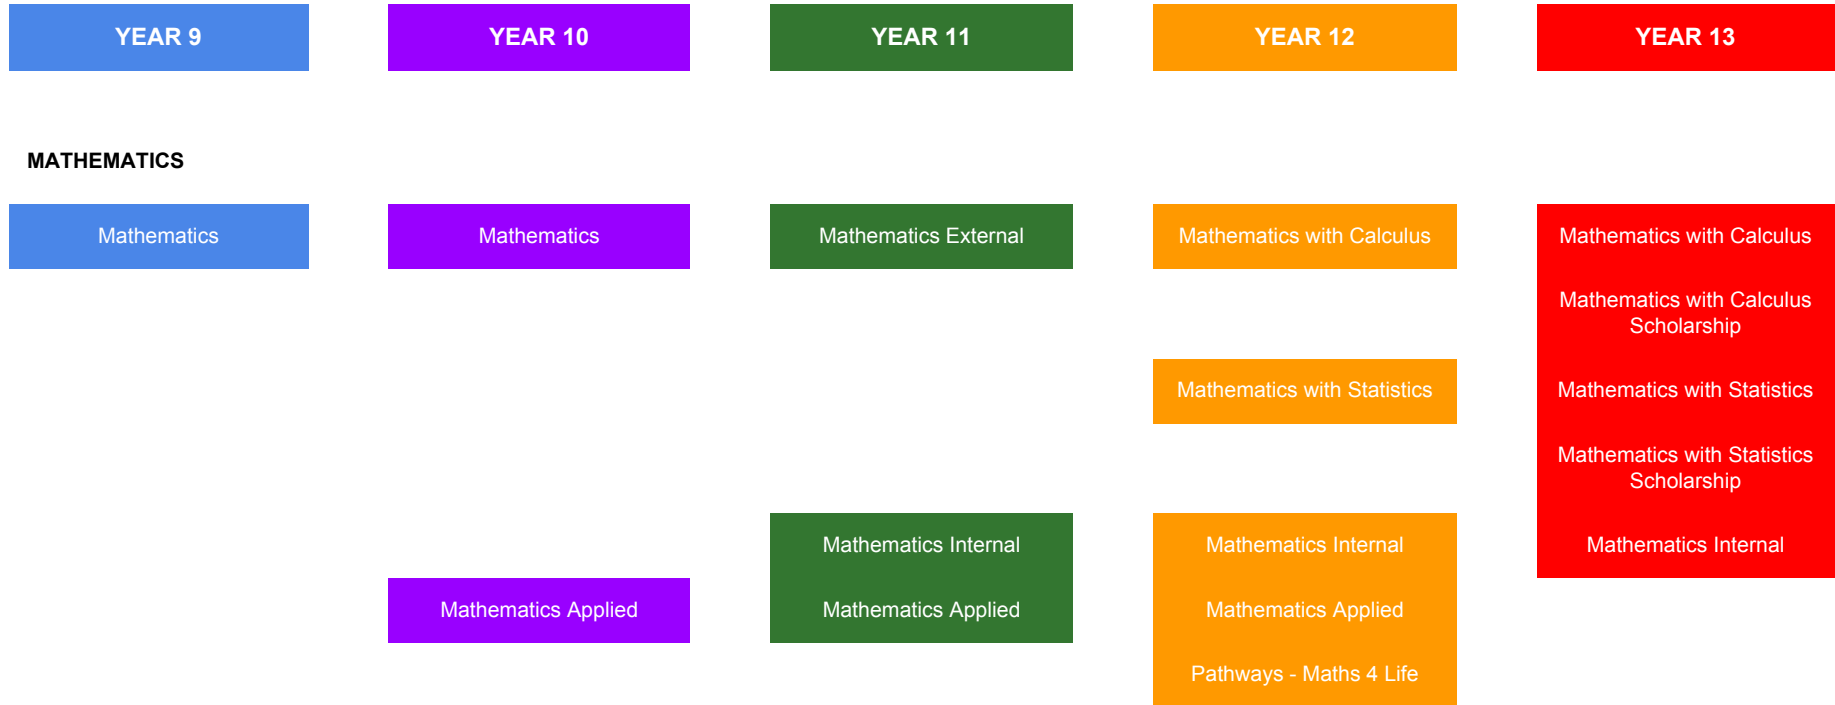 YEAR 9
YEAR 10
YEAR 11
YEAR 12
YEAR 13
MATHEMATICS
Mathematics
Mathematics
Mathematics External
Mathematics with Calculus
Mathematics with Calculus
Mathematics with Calculus
Scholarship
Mathematics with Statistics
Mathematics with Statistics
Mathematics with Statistics
Scholarship
Mathematics Internal
Mathematics Internal
Mathematics Internal
Mathematics Applied
Mathematics Applied
Mathematics Applied
Pathways - Maths 4 Life